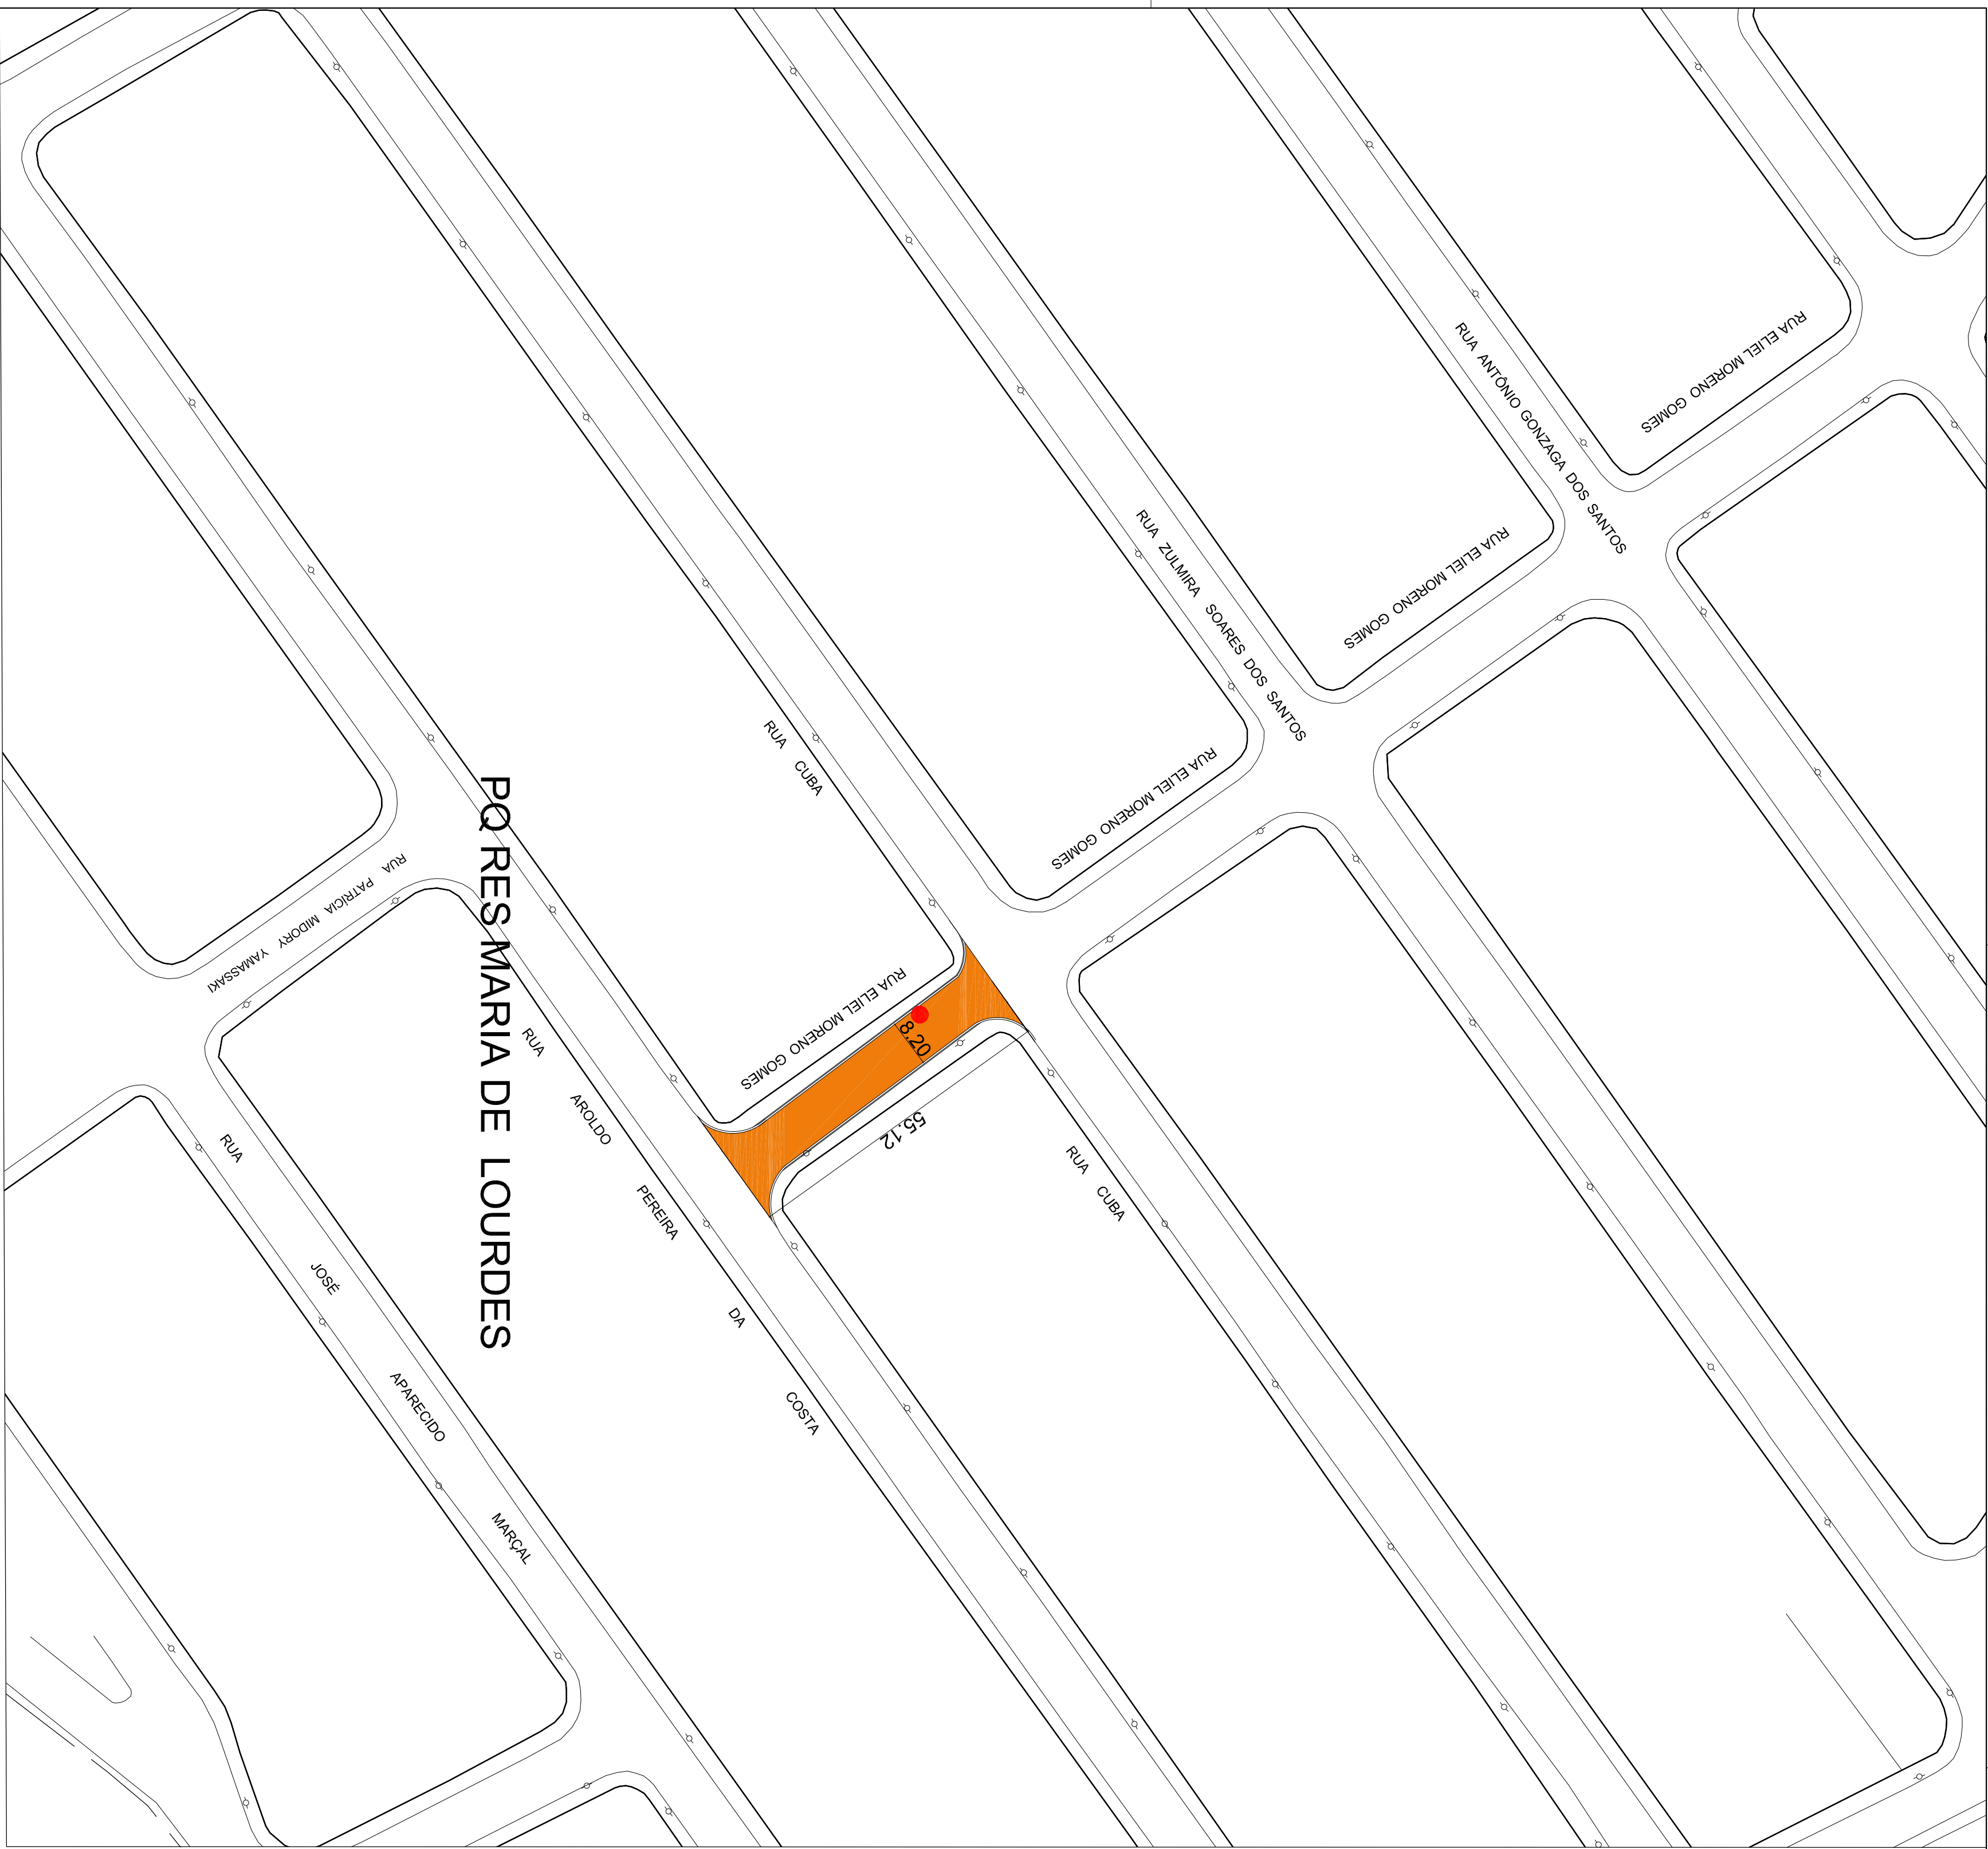 RUA ELIEL MORENO GOMES
RUA ANTÔNIO GONZAGA DOS SANTOS
RUA ELIEL MORENO GOMES
RUA ZULMIRA SOARES DOS SANTOS
RUA ELIEL MORENO GOMES
RUA CUBA
RUA PATRÍCIA MIDORY YAMASSAKI
PQ RES MARIA DE LOURDES
RUA ELIEL MORENO GOMES
8.20
55.12
RUA CUBA
RUA AROLDO PEREIRA DA COSTA
RUA JOSÉ APARECIDO MARÇAL